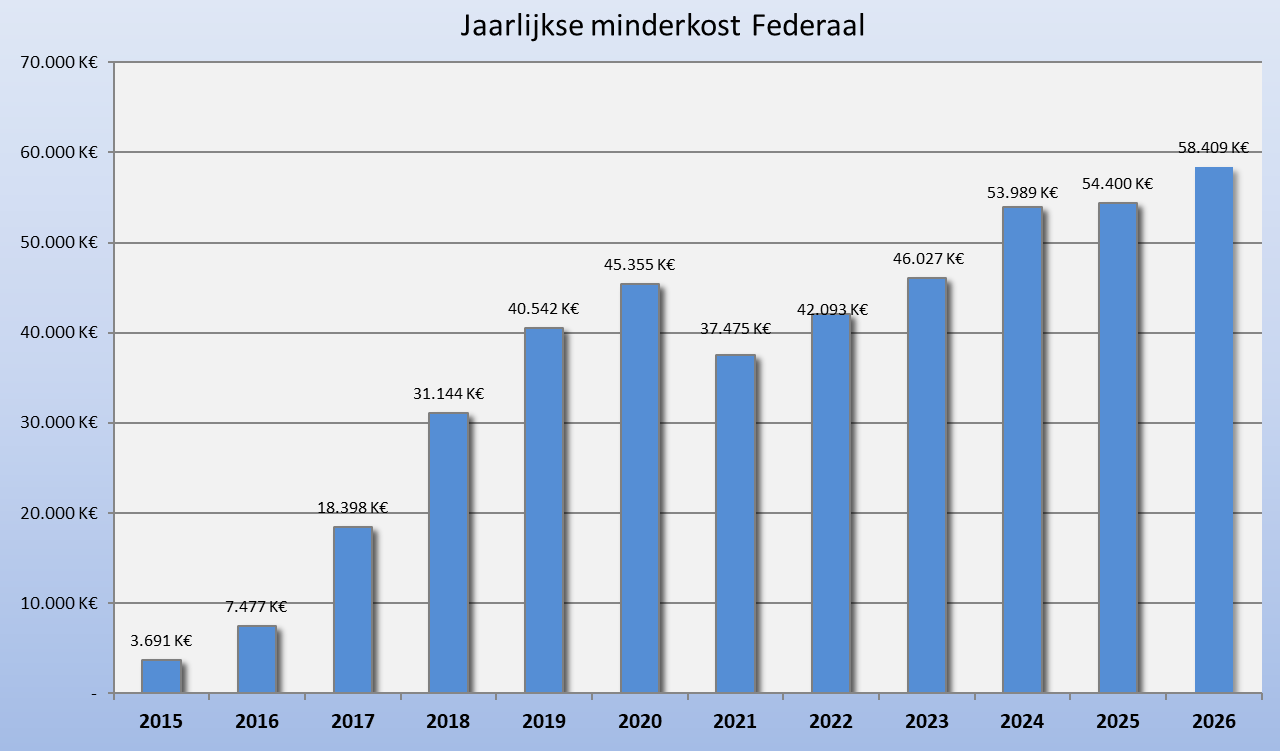 Jaarlijkse minderkost Federaal
70.000 K€
60.000 K€
50.000 K€
40.000 K€
30.000 K€
20.000 K€
10.000 K€
-
3.691 K€
7.477 K€
18.398 K€
31.144 K€
40.542 K€
45.355 K€
37.475 K€
42.093 K€
46.027 K€
53.989 K€
54.400 K€
58.409 K€
2015 2016 2017 2018 2019 2020 2021 2022 2023 2024 2025 2026